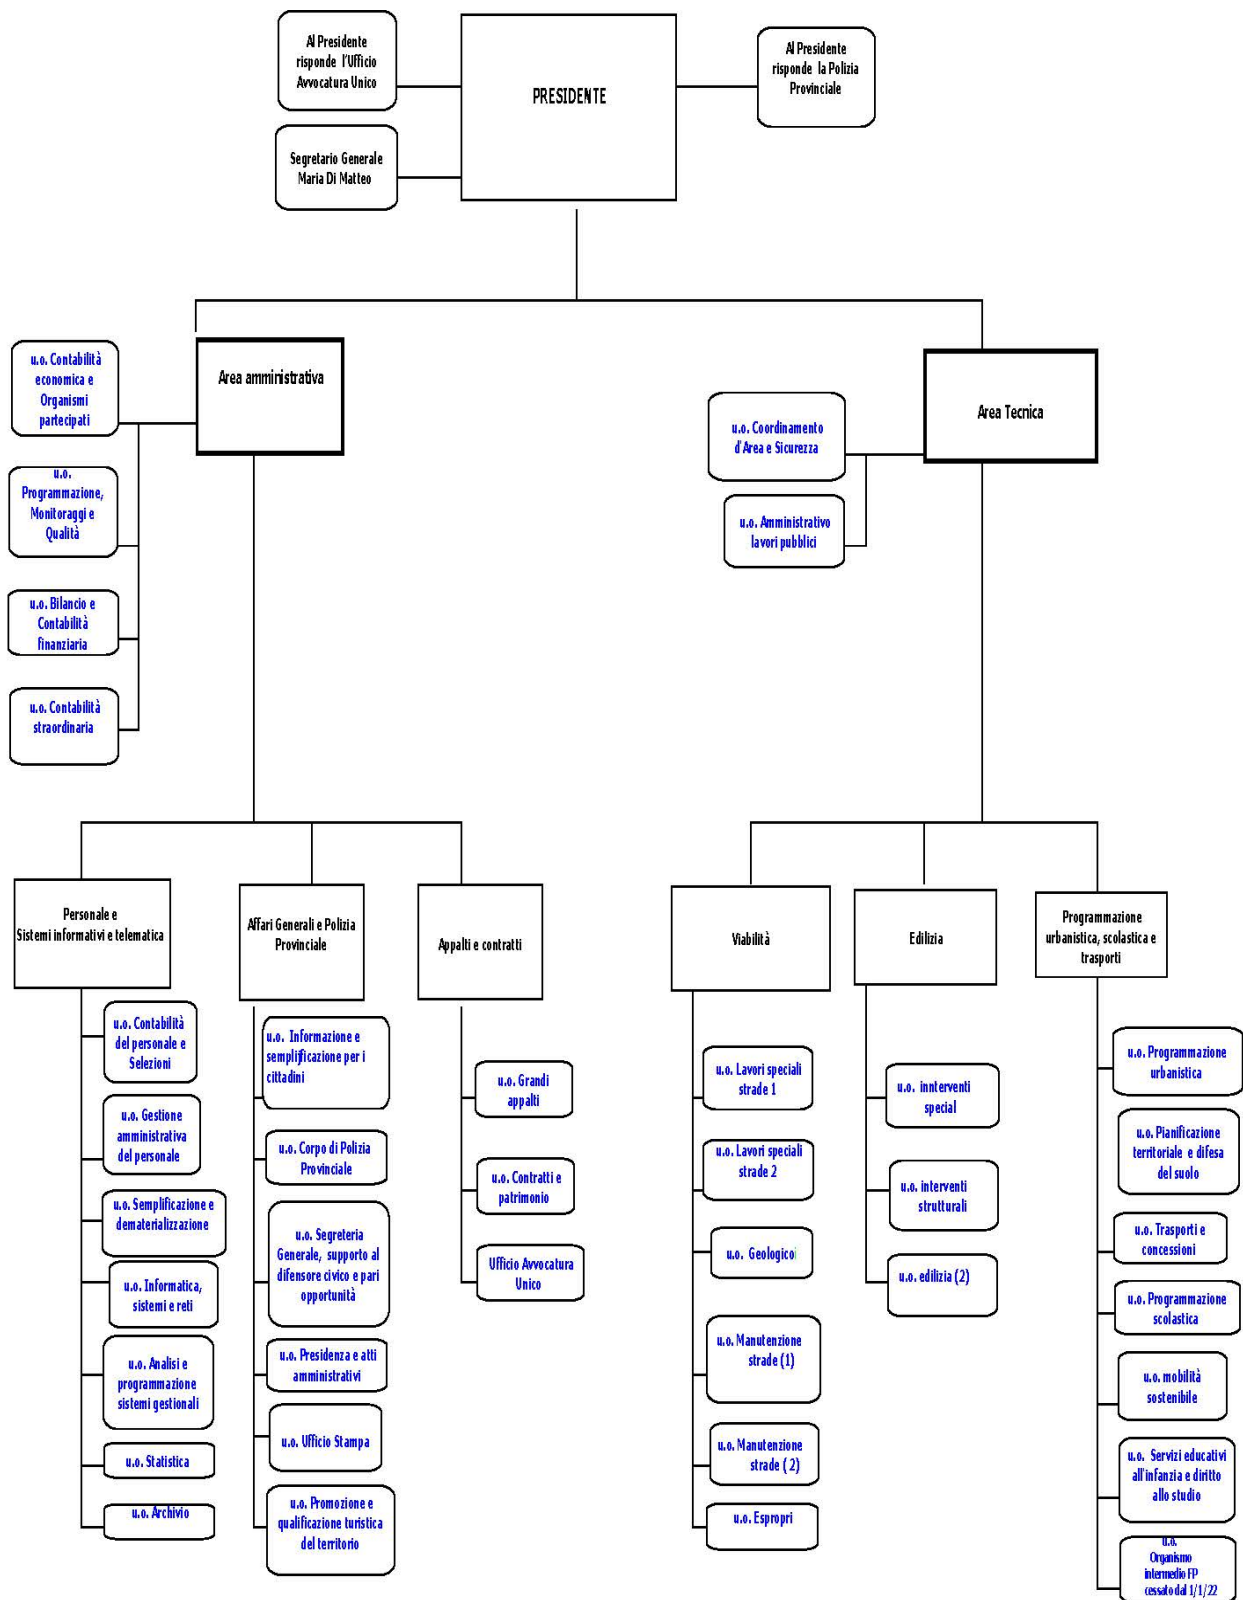 Al Presidente
risponde l'Ufficio
Avvocatura Unico
PRESIDENTE
Al Presidente
risponde la Polizia
Provinciale
Segretario Generale
Maria Di Matteo
u.o. Contabilità
economica e
Organismi
partecipati
Area amministrativa
u.o.
Programmazione,
Monitoraggi e
Qualità
u.o. Bilancio e
Contabilità
finanziaria
u.o. Contabilità
straordinaria
Area Tecnica
u.o. Coordinamento
d'Area e Sicurezza
u.o. Amministrativo
lavori pubblici
Personale e
Sistemi informativi e telematica
Affari Generali e Polizia
Provinciale
Appalti e contratti
Viabilità
Edilizia
Programmazione
urbanistica, scolastica e
trasporti
u.o. Contabilità
del personale e
Selezioni
u.o. Gestione
amministrativa
del personale
u.o. Semplificazione e
dematerializzazione
u.o. Informatica,
sistemi e reti
u.o. Analisi e
programmazione
sistemi gestionali
u.o. Statistica
u.o. Archivio
u.o. Informazione e
semplificazione per i
cittadini
u.o. Corpo di Polizia
Provinciale
u.o. Segreteria
Generale, supporto al
difensore civico e pari
opportunità
u.o. Presidenza e atti
amministrativi
u.o. Ufficio Stampa
u.o. Promozione e
qualificazione turistica
del territorio
u.o. Grandi
appalti
u.o. Contratti e
patrimonio
Ufficio Avvocatura
Unico
u.o. Lavori speciali
strade 1
u.o. Lavori speciali
strade 2
u.o. Geologicoi
u.o. Manutenzione
strade (1)
u.o. Manutenzione
strade ( 2)
u.o. Espropri
u.o. innterventi
special
u.o. interventi
strutturali
u.o. edilizia (2)
u.o. Programmazione
urbanistica
u.o. Pianificazione
territoriale e difesa
del suolo
u.o. Trasporti e
concessioni
u.o. Programmazione
scolastica
u.o. mobilità
sostenibile
u.o. Servizi educativi
all'infanzia e diritto
allo studio
u.o.
Organismo
intermedio FP
cessato dal 1/1/22